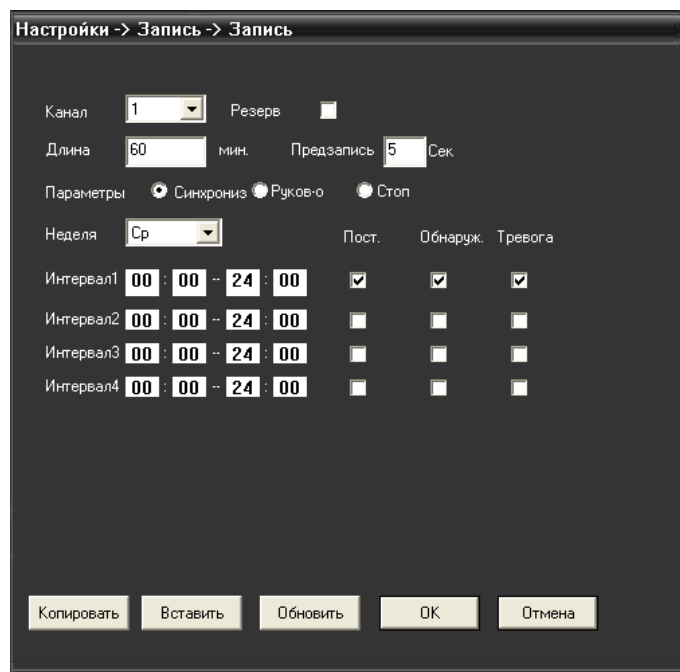 Настройки -> Запись -> Запись
Канал 1 Резерв
Длина 60 мин. Предзапись 5 Сек
Параметры Синхрониз Руков-о Стоп
Неделя Ср Пост. Обнаруж. Тревога
Интервал1 00 : 00 - 24 : 00
Интервал2 00 : 00 - 24 : 00
Интервал3 00 : 00 - 24 : 00
Интервал4 00 : 00 - 24 : 00
Копировать Вставить Обновить OK Отмена